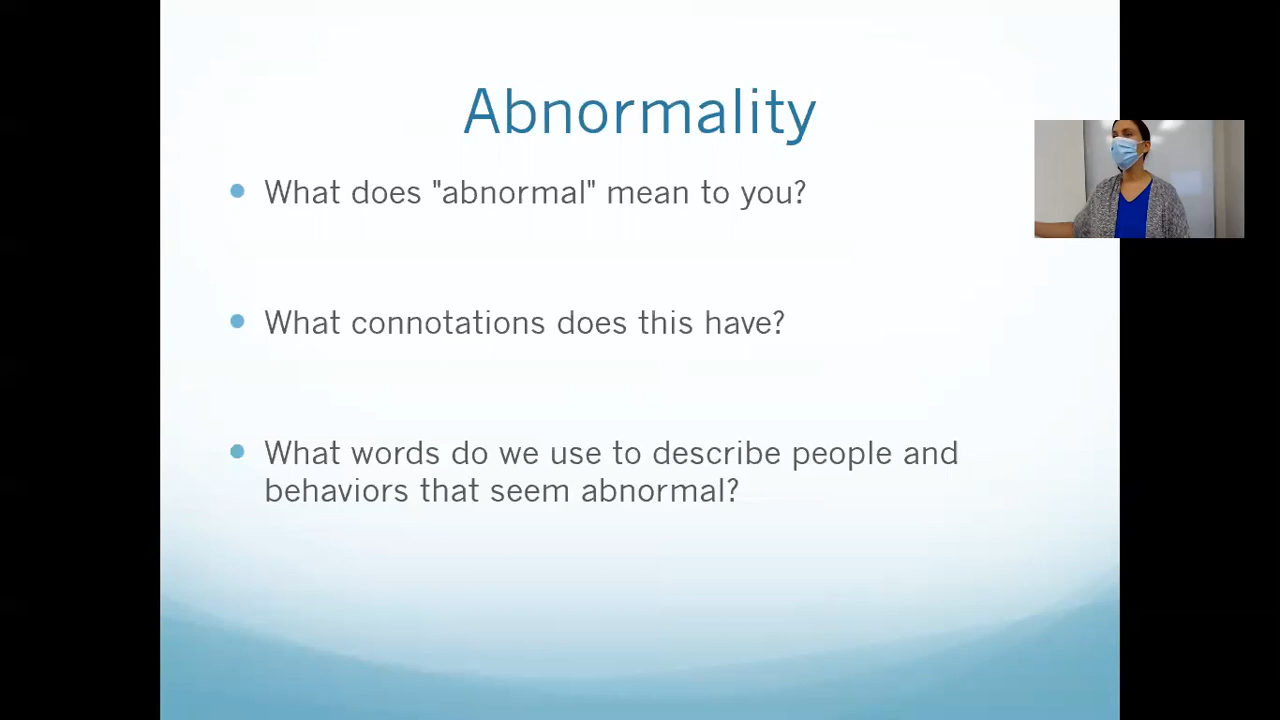 Abnormality
What does "abnormal" mean to you?
What connotations does this have?
What words do we use to describe people and
behaviors that seem abnormal?